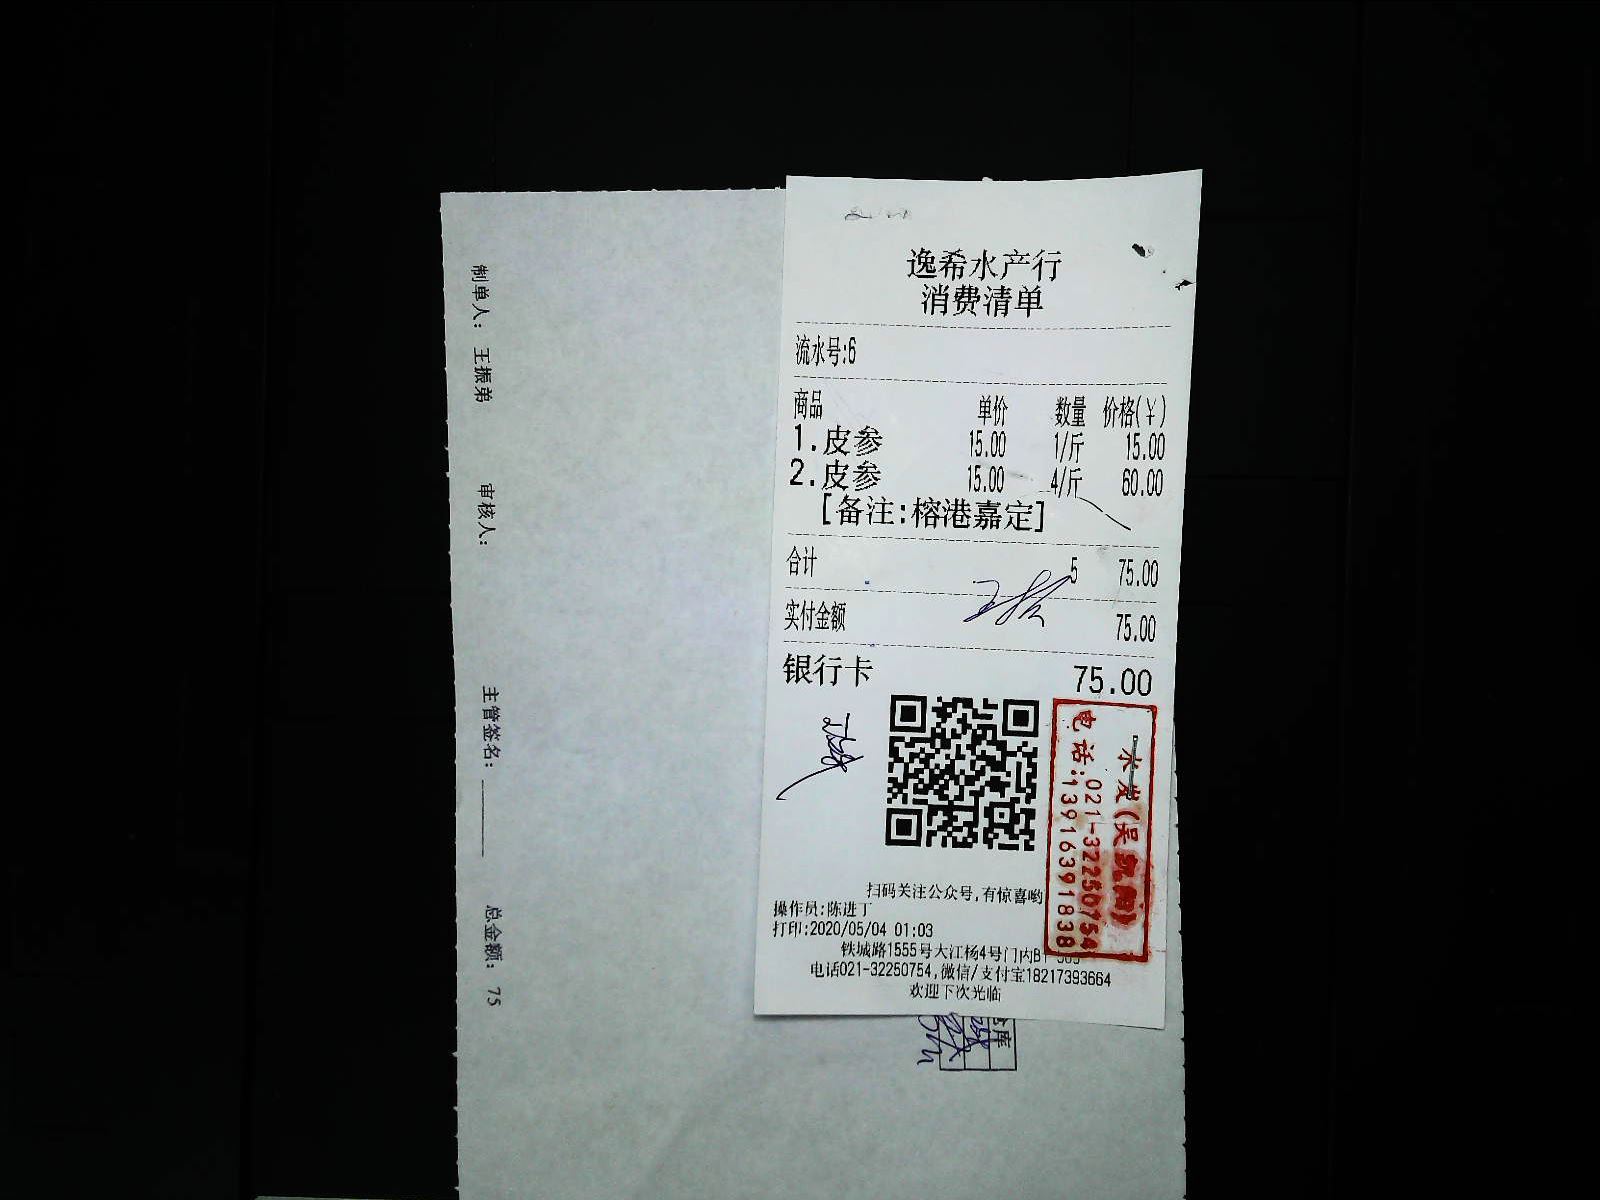 逸希水产行
消费清单
流水号:6
商品 单价 数量 价格(¥)
1.皮参 15.00 1/斤 15.00
2.皮参 15.00 4/斤 60.00
[备注:榕港嘉定]
合计 5 75.00
实付金额 75.00
银行卡 75.00
水发(吴
电话:021-32250754
13916391838
扫码关注公众号,有惊喜哟
操作员:陈进丁
打印:2020/05/04 01:03
铁城路1555号大江杨4号门内B1
电话021-32250754,微信/支付宝18217393664
欢迎下次光临
制单人: 王振弟 审核人: 主管签名: 总金额: 75